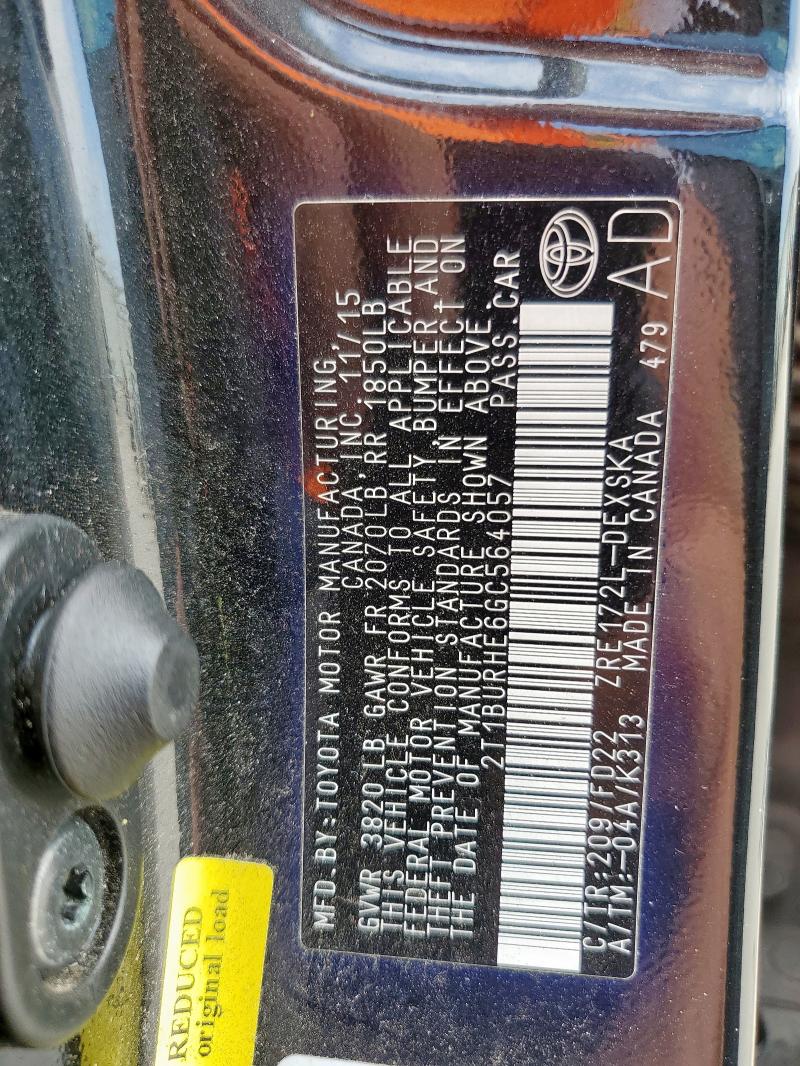 MFD.BY:TOYOTA MOTOR MANUFACTURING,
CANADA, INC. 11/15
GVWR 3820LB GAWR FR 2070LB RR 1850LB
THIS VEHICLE CONFORMS TO ALL APPLICABLE
FEDERAL MOTOR VEHICLE SAFETY, BUMPER AND
THEFT PREVENTION STANDARDS IN EFFECT ON
THE DATE OF MANUFACTURE SHOWN ABOVE.
2T1BURHE6GC564057 PASS.CAR
C/TR:209/FD22 ZRE172L-DEXSKA
A/TM:-04A/K313 MADE IN CANADA 479 AD
REDUCED
original load